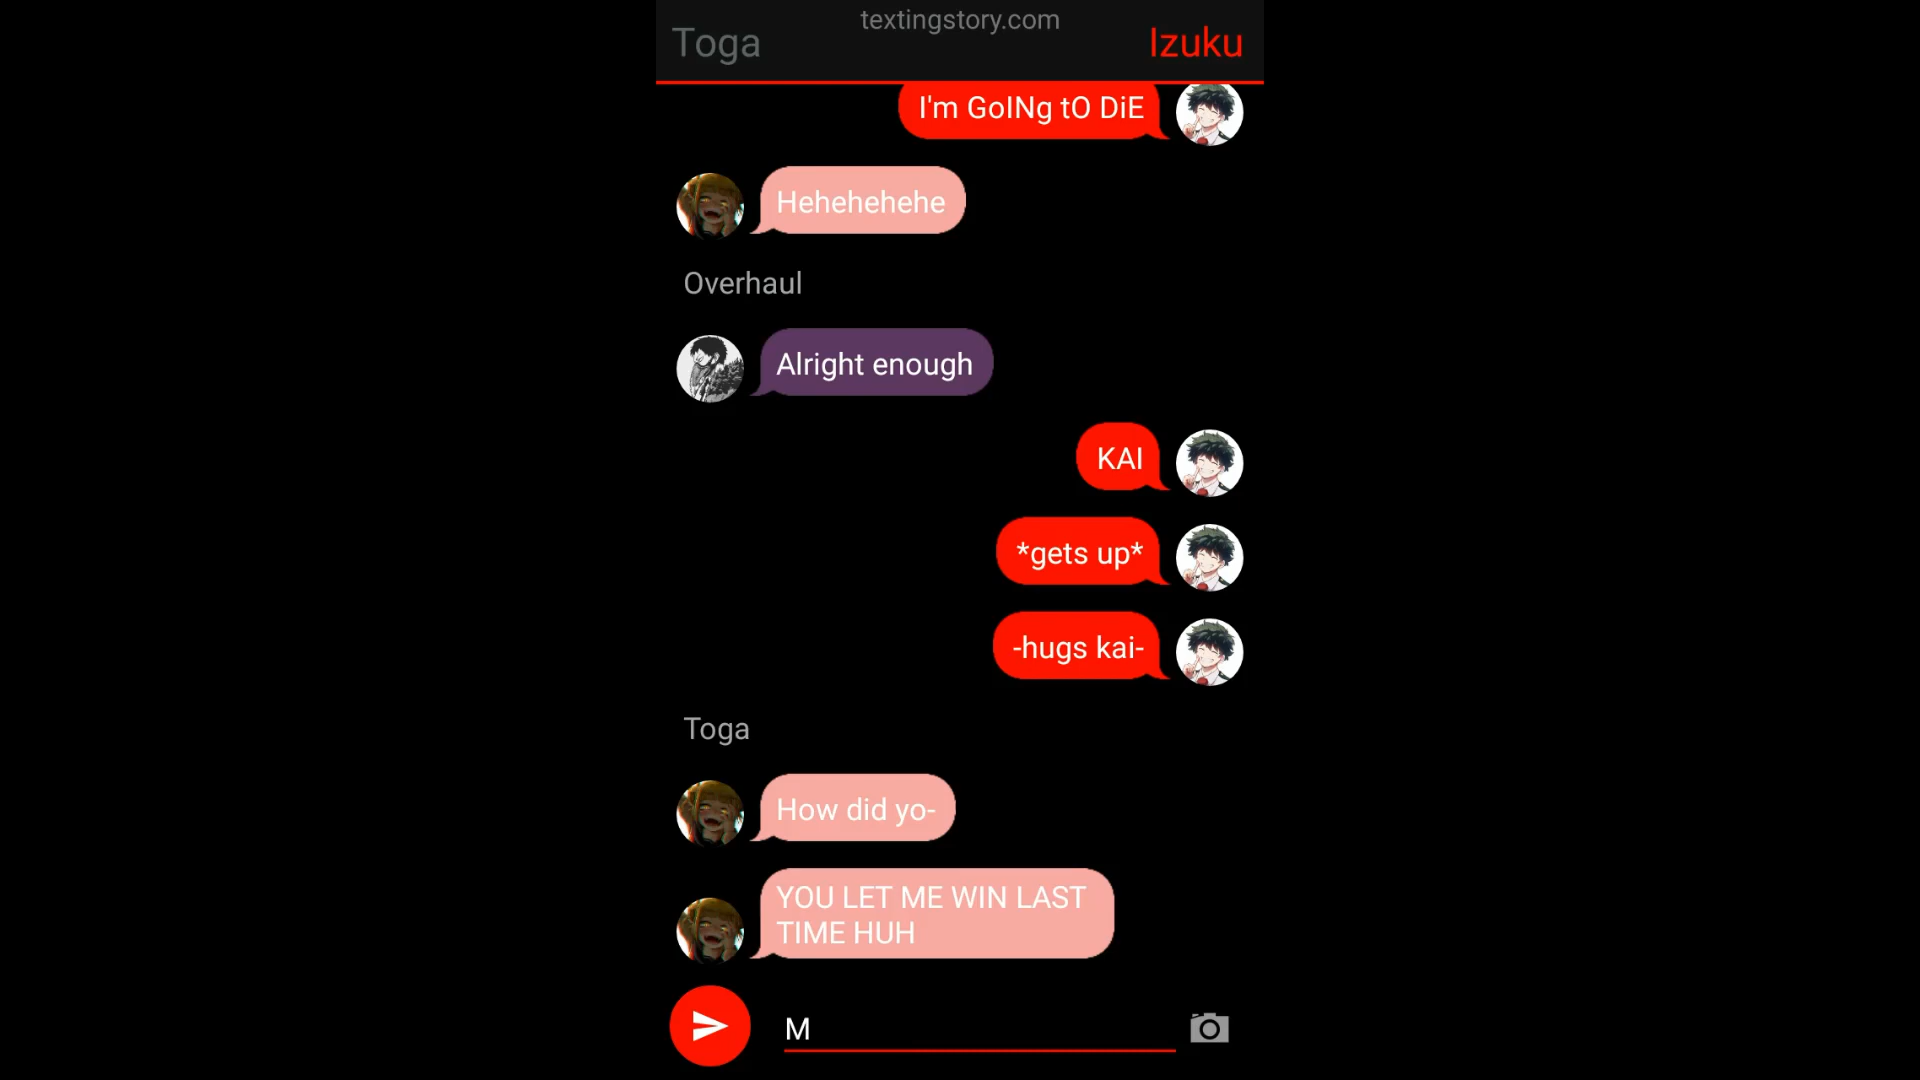 textingstory.com
Toga
Izuku
I'm GoINg tO DiE
Hehehehehe
Overhaul
Alright enough
KAI
*gets up*
-hugs kai-
Toga
How did yo-
YOU LET ME WIN LAST
TIME HUH
M